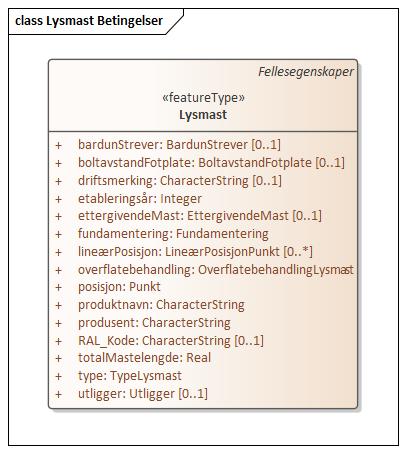 class Lysmast Betingelser
Fellesegenskaper
«featureType»
Lysmast
+ bardunStrever: BardunStrever [0..1]
+ boltavstandFotplate: BoltavstandFotplate [0..1]
+ driftsmerking: CharacterString [0..1]
+ etableringsår: Integer
+ ettergivendeMast: EttergivendeMast [0..1]
+ fundamentering: Fundamentering
+ lineærPosisjon: LineærPosisjonPunkt [0..*]
+ overflatebehandling: OverflatebehandlingLysmast
+ posisjon: Punkt
+ produktnavn: CharacterString
+ produsent: CharacterString
+ RAL_Kode: CharacterString [0..1]
+ totalMastelengde: Real
+ type: TypeLysmast
+ utligger: Utligger [0..1]